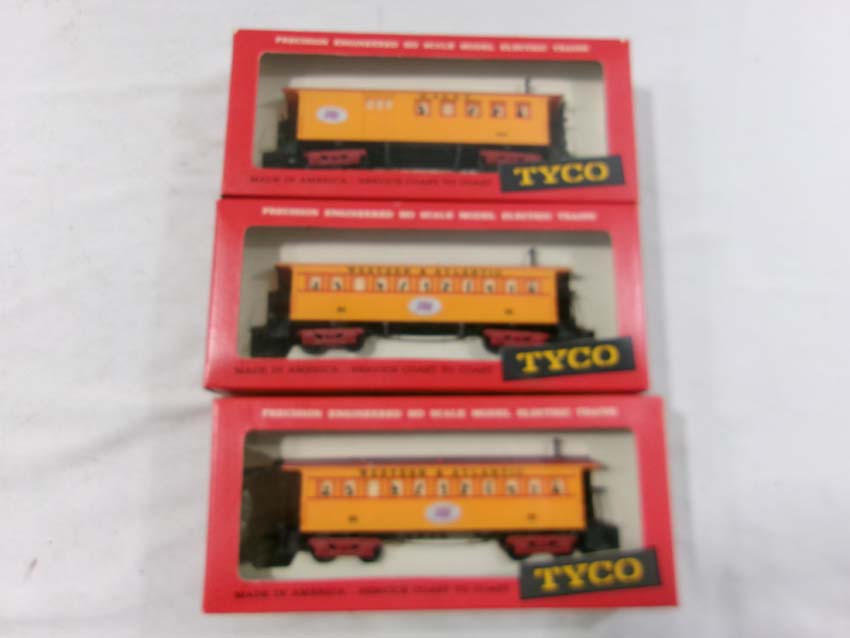 PRECISION ENGINEERED HO SCALE MODEL ELECTRIC TRAINS
MADE IN AMERICA - SERVICE COAST TO COAST
TYCO
PRECISION ENGINEERED HO SCALE MODEL ELECTRIC TRAINS
WESTERN & ATLANTIC
MADE IN AMERICA - SERVICE COAST TO COAST
TYCO
PRECISION ENGINEERED HO SCALE MODEL ELECTRIC TRAINS
WESTERN & ATLANTIC
MADE IN AMERICA - SERVICE COAST TO COAST
TYCO